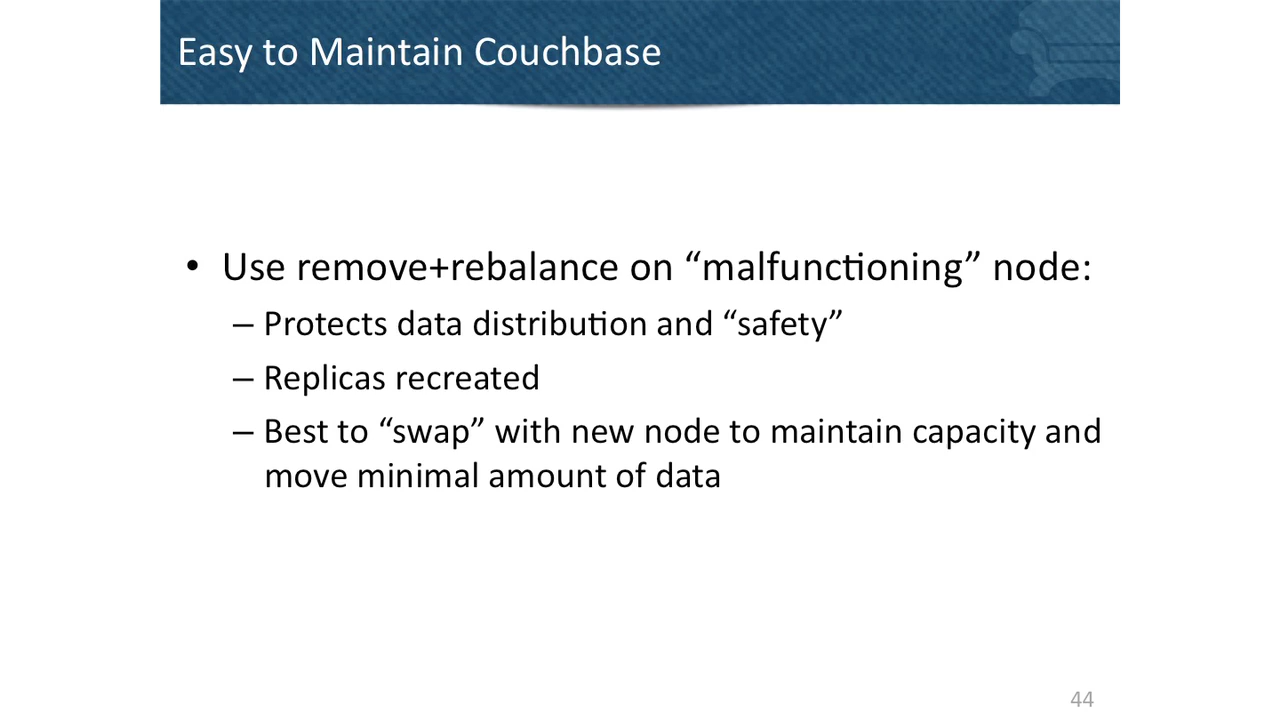 Easy to Maintain Couchbase
• Use remove+rebalance on “malfunctioning” node:
– Protects data distribution and “safety”
– Replicas recreated
– Best to “swap” with new node to maintain capacity and
move minimal amount of data
44